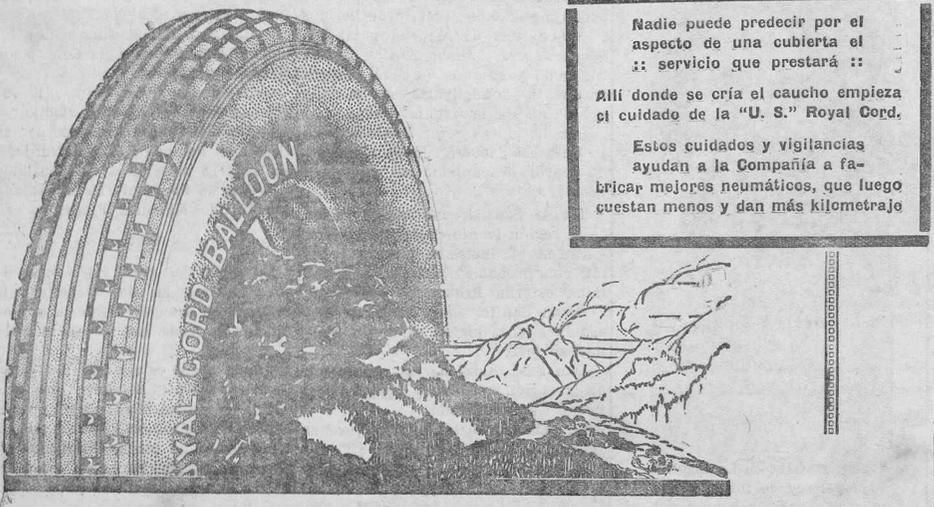 Nadie puede predecir por el
aspecto de una cubierta el
:: servicio que prestará ::
Allí donde se cría el caucho empieza
el cuidado de la “U. S.” Royal Cord.
Estos cuidados y vigilancias
ayudan a la Compañía a fa-
bricar mejores neumáticos, que luego
cuestan menos y dan más kilometraje
OYAL CORD BALLOON